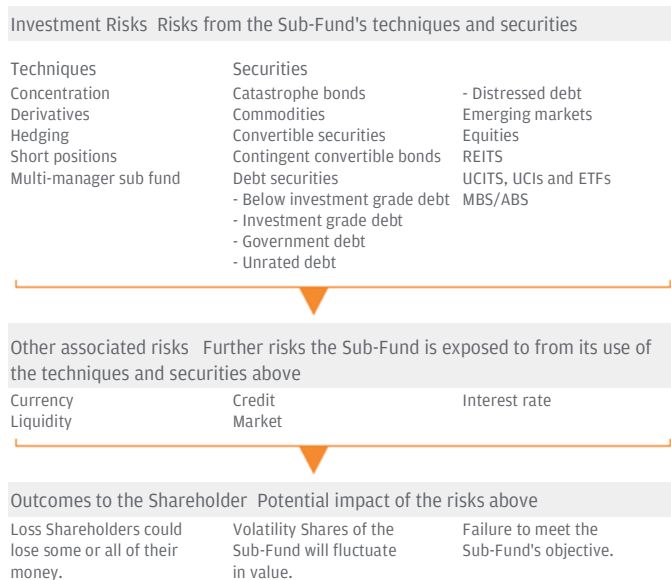 Investment Risks Risks from the Sub-Fund's techniques and securities
Techniques
Concentration
Derivatives
Hedging
Short positions
Multi-manager sub fund
Securities
Catastrophe bonds
Commodities
Convertible securities
Contingent convertible bonds
Debt securities
- Below investment grade debt
- Investment grade debt
- Government debt
- Unrated debt
- Distressed debt
Emerging markets
Equities
REITS
UCITS, UCIs and ETFs
MBS/ABS
Other associated risks Further risks the Sub-Fund is exposed to from its use of
the techniques and securities above
Currency
Liquidity
Credit
Market
Interest rate
Outcomes to the Shareholder Potential impact of the risks above
Loss Shareholders could
lose some or all of their
money.
Volatility Shares of the
Sub-Fund will fluctuate
in value.
Failure to meet the
Sub-Fund's objective.